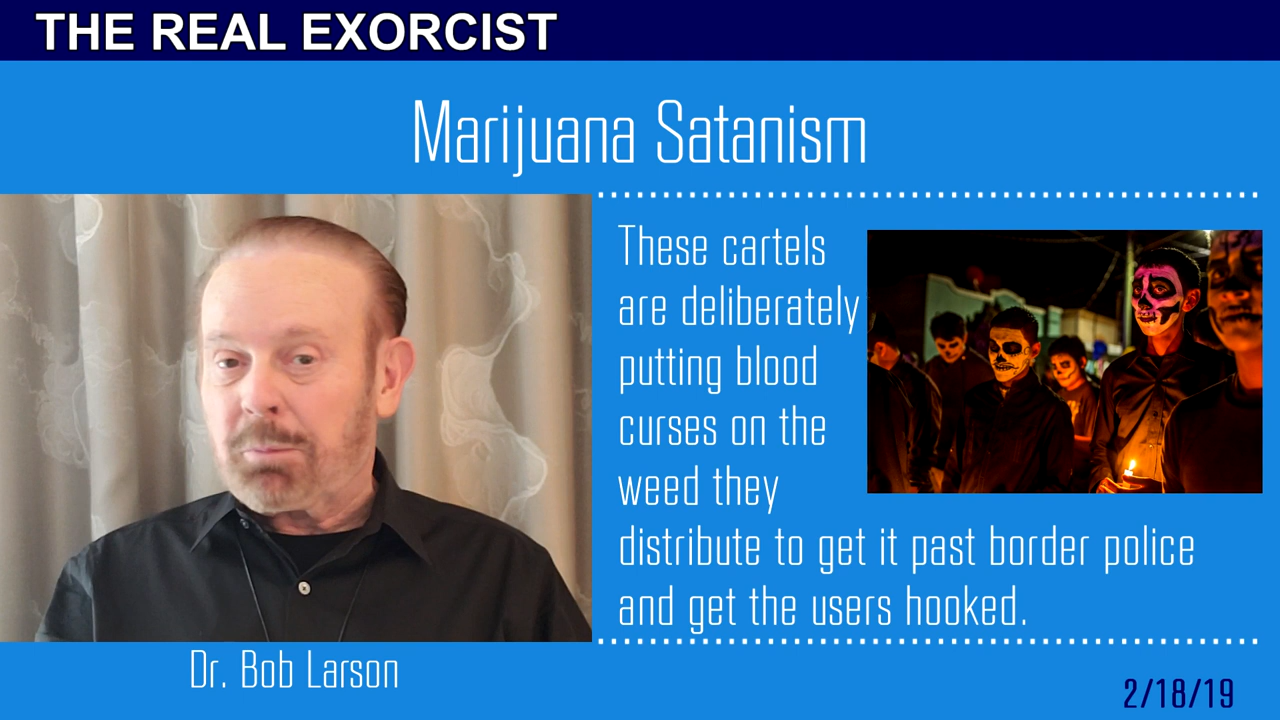 THE REAL EXORCIST
Marijuana Satanism
These cartels
are deliberately
putting blood
curses on the
weed they
distribute to get it past border police
and get the users hooked.
Dr. Bob Larson
2/18/19